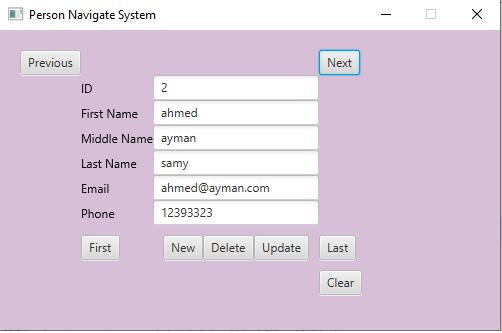 Person Navigate System
Previous Next
ID 2
First Name ahmed
Middle Name ayman
Last Name samy
Email ahmed@ayman.com
Phone 12393323
First New Delete Update Last
Clear